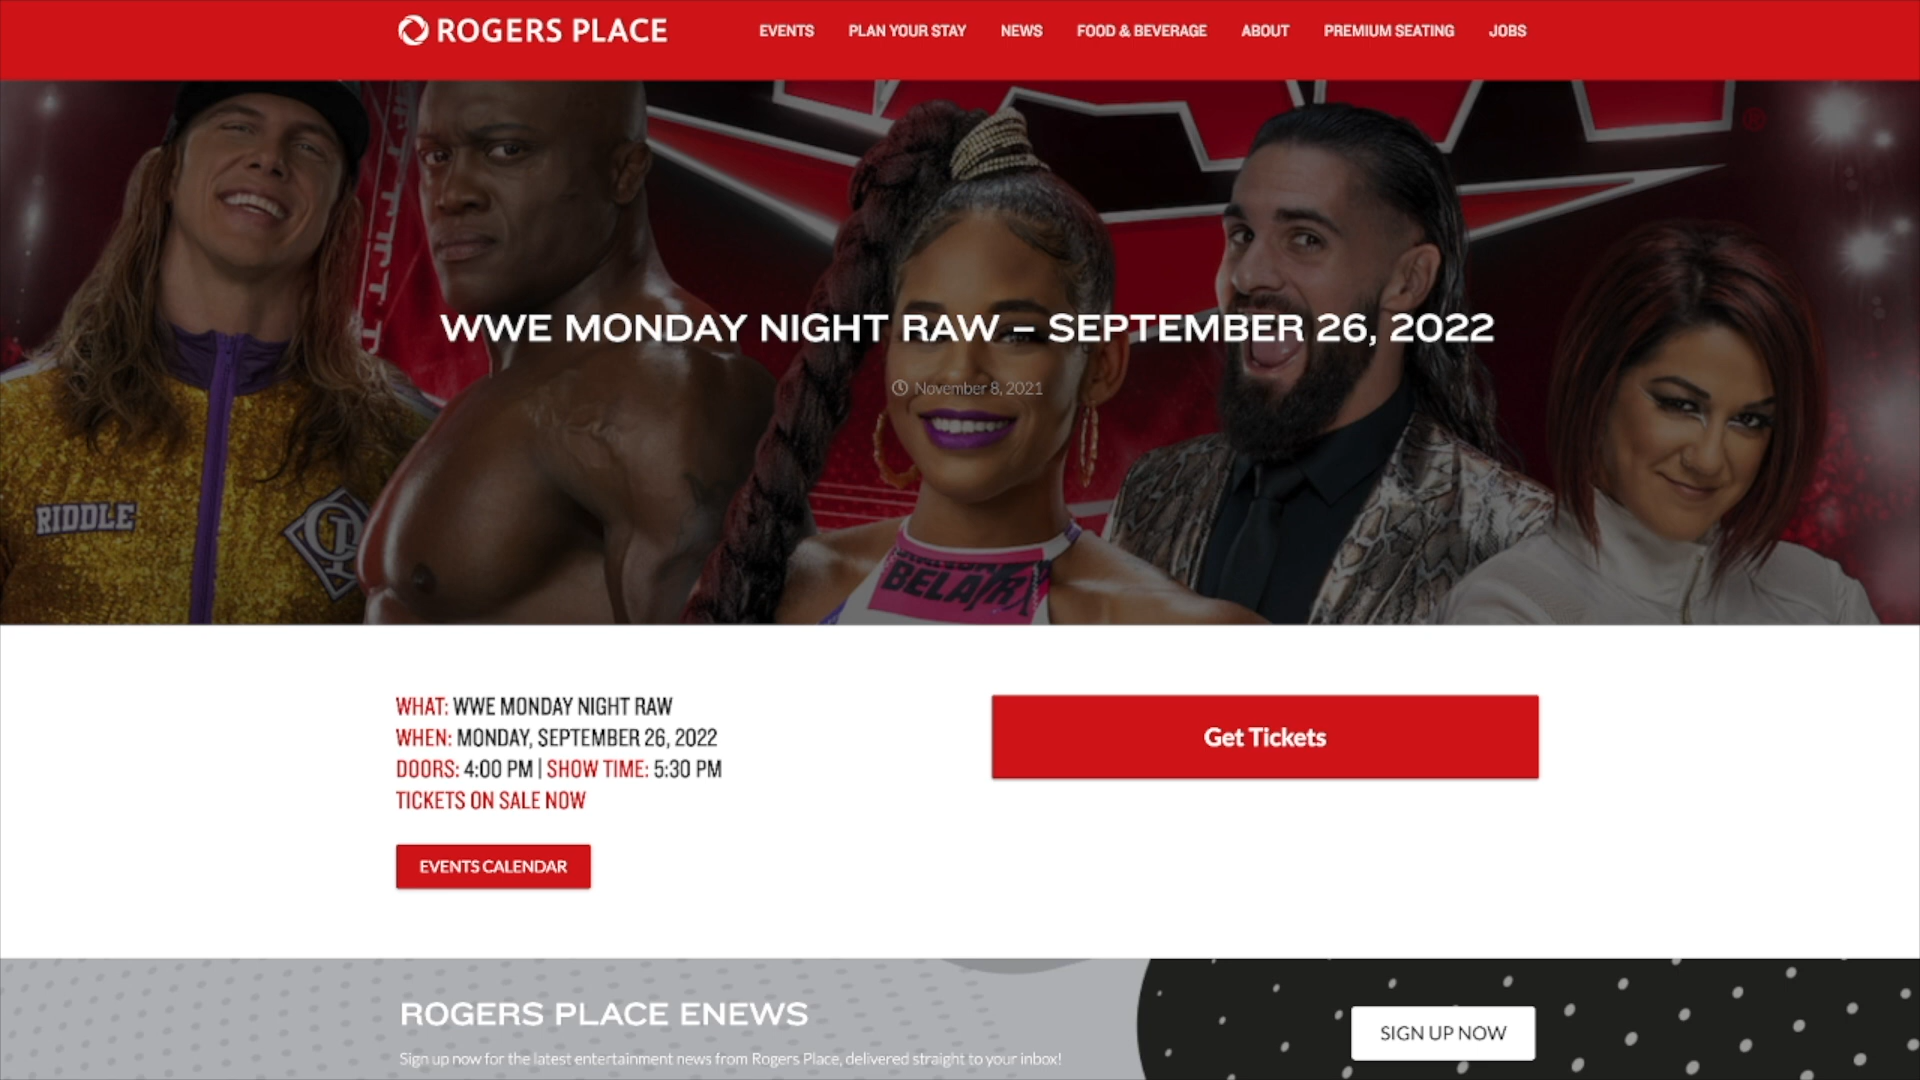 ROGERS PLACE
EVENTS PLAN YOUR STAY NEWS FOOD & BEVERAGE ABOUT PREMIUM SEATING JOBS
WWE MONDAY NIGHT RAW – SEPTEMBER 26, 2022
November 8, 2021
RIDDLE
BELAIR
WHAT: WWE MONDAY NIGHT RAW
WHEN: MONDAY, SEPTEMBER 26, 2022
DOORS: 4:00 PM | SHOW TIME: 5:30 PM
TICKETS ON SALE NOW
Get Tickets
EVENTS CALENDAR
ROGERS PLACE ENEWS
Sign up now for the latest entertainment news from Rogers Place, delivered straight to your inbox!
SIGN UP NOW